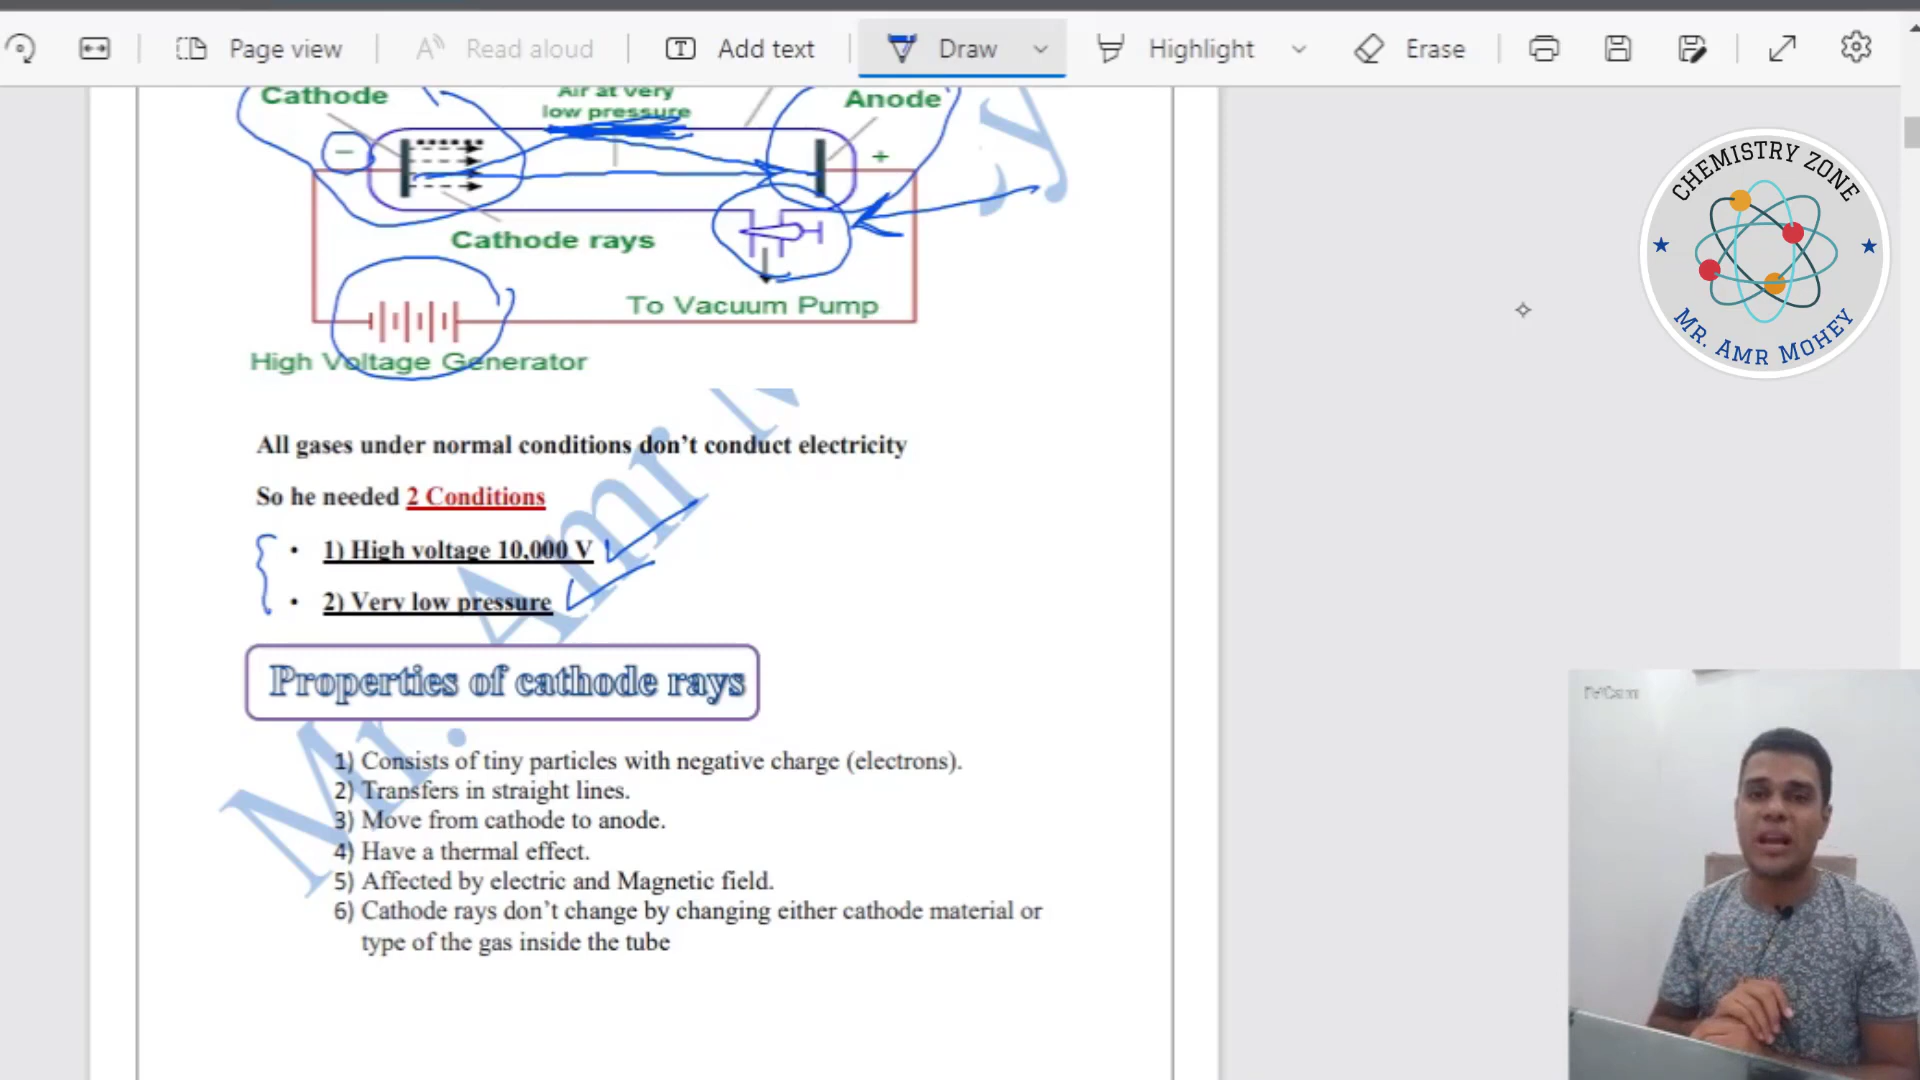 Page view
Read aloud
Add text
Draw
Highlight
Erase
Cathode
Air at very
low pressure
Anode
−
+
Cathode rays
To Vacuum Pump
High Voltage Generator
CHEMISTRY ZONE
MR. AMR MOHEY
All gases under normal conditions don’t conduct electricity
So he needed 2 Conditions
• 1) High voltage 10,000 V
• 2) Very low pressure
Properties of cathode rays
1) Consists of tiny particles with negative charge (electrons).
2) Transfers in straight lines.
3) Move from cathode to anode.
4) Have a thermal effect.
5) Affected by electric and Magnetic field.
6) Cathode rays don’t change by changing either cathode material or
type of the gas inside the tube
Mr. Amr